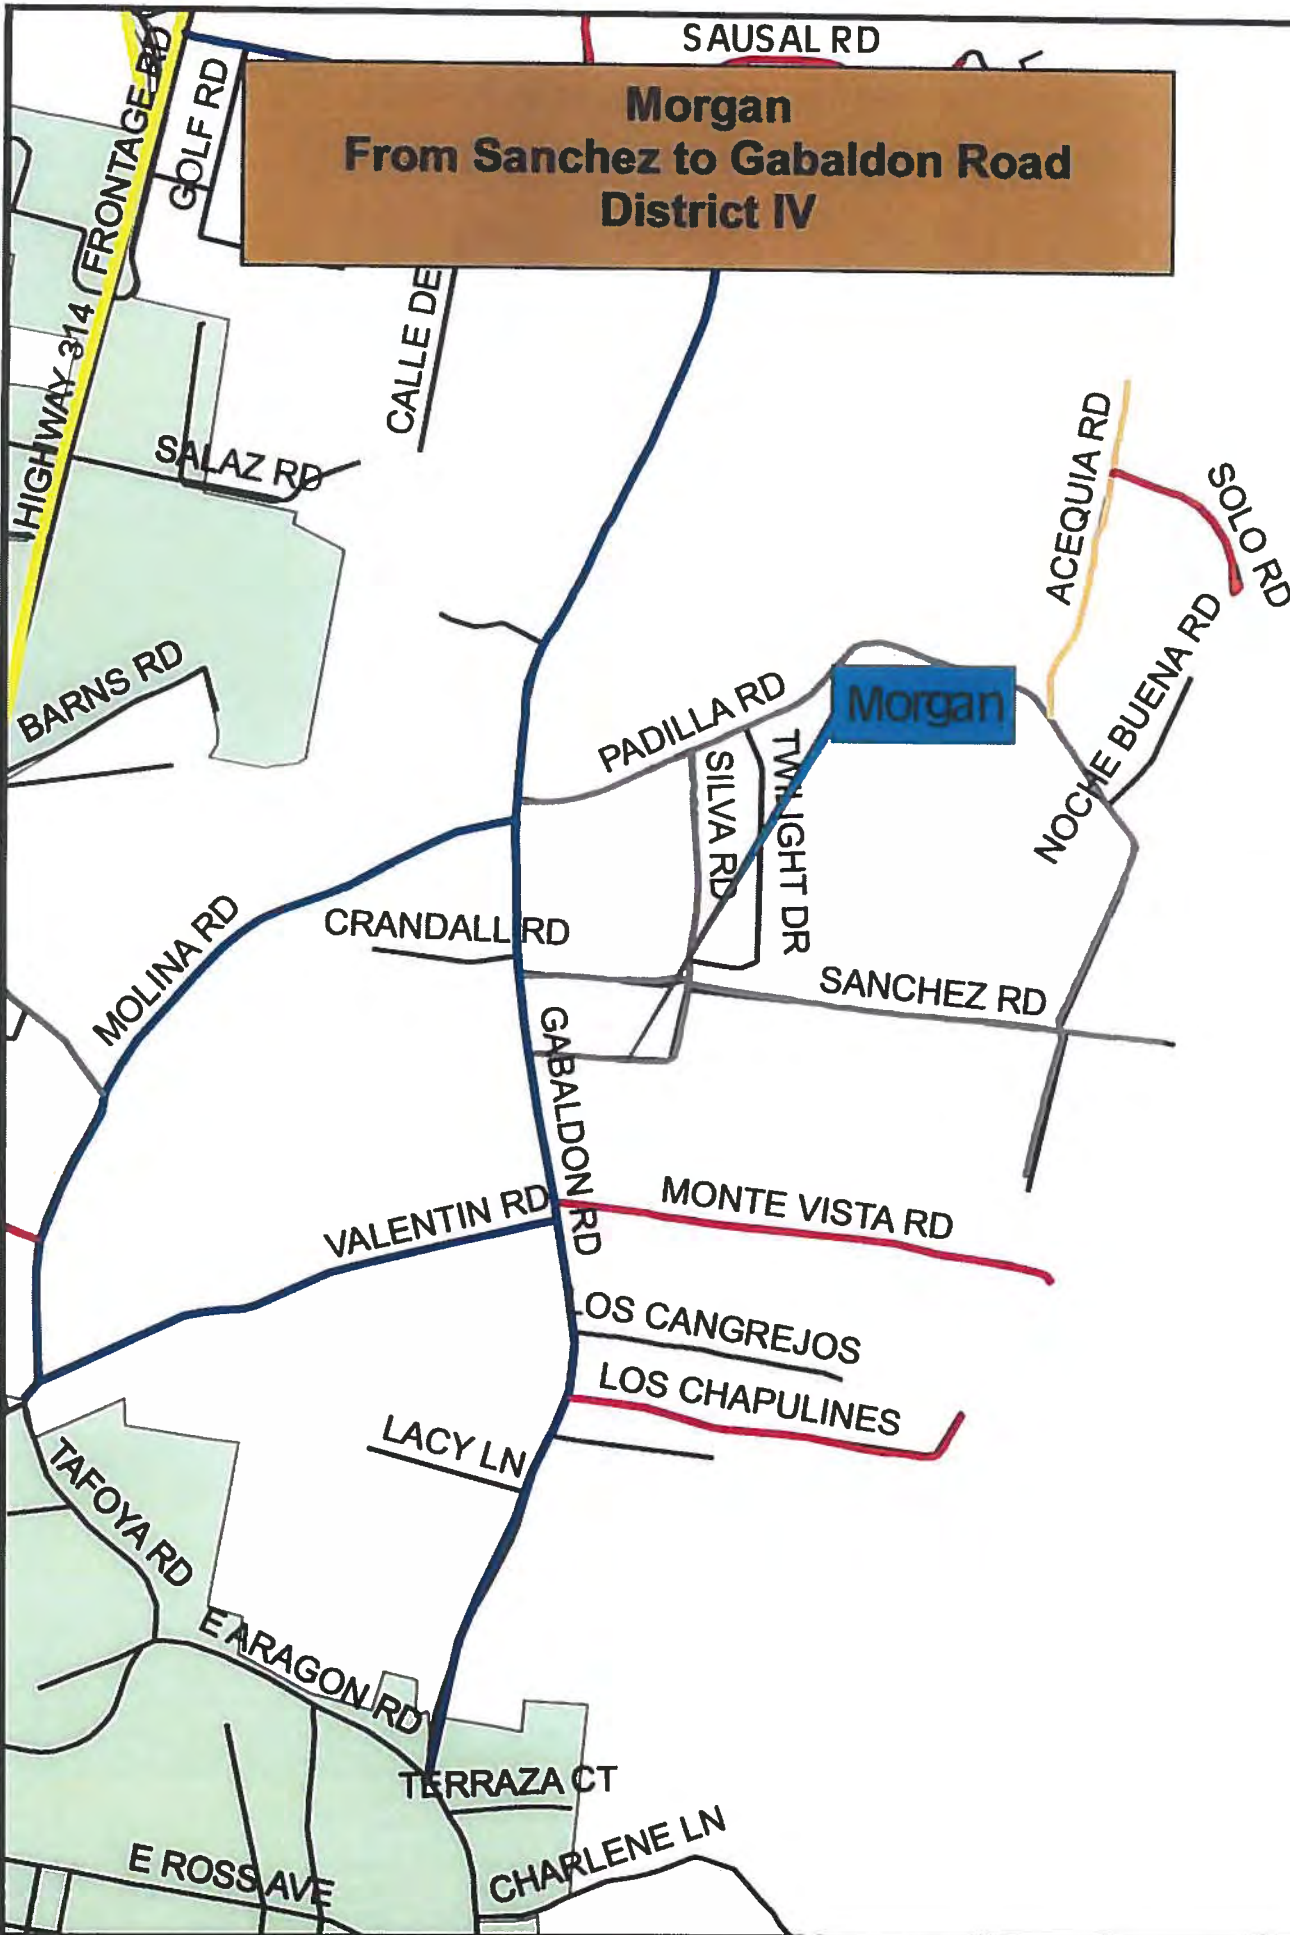 SAUSAL RD
Morgan
From Sanchez to Gabaldon Road
District IV
FRONTAGE RD
GOLF RD
CALLE DE
HIGHWAY 314
SALAZ RD
ACEQUIA RD
SOLO RD
BARNS RD
NOCHE BUENA RD
PADILLA RD
Morgan
SILVA RD
TWILIGHT DR
MOLINA RD
CRANDALL RD
SANCHEZ RD
GABALDON RD
VALENTIN RD
MONTE VISTA RD
LOS CANGREJOS
LOS CHAPULINES
LACY LN
TAFOYA RD
E ARAGON RD
TERRAZA CT
CHARLENE LN
E ROSS AVE